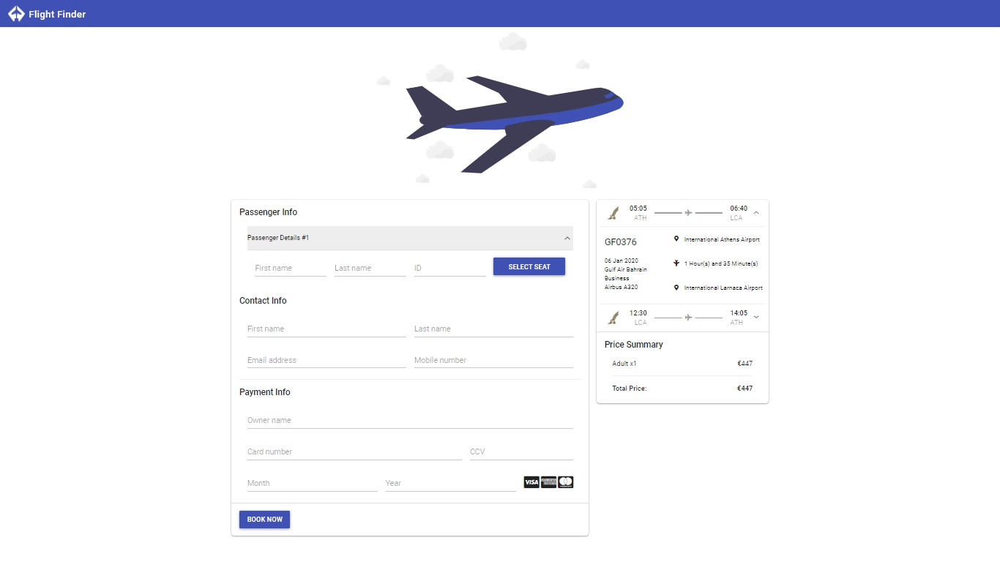 Flight Finder
Passenger Info
Passenger Details #1
First name
Last name
ID
SELECT SEAT
Contact Info
First name
Last name
Email address
Mobile number
Payment Info
Owner name
Card number
CCV
Month
Year
VISA
BOOK NOW
05:05
ATH
06:40
LCA
GF0376
06 Jan 2020
Gulf Air Bahrain
Business
Airbus A320
International Athens Airport
1 Hour(s) and 35 Minute(s)
International Larnaca Airport
12:30
LCA
14:05
ATH
Price Summary
Adult x1
€447
Total Price:
€447